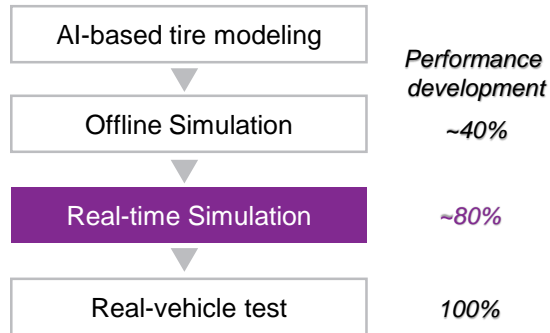 AI-based tire modeling
Performance
development
Offline Simulation
~40%
Real-time Simulation
~80%
Real-vehicle test
100%